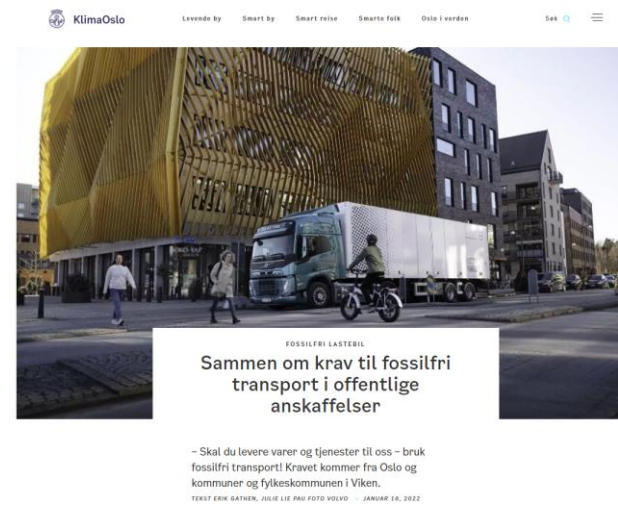 KlimaOslo
Levende by Smart by Smart reise Smarte folk Oslo i verden Søk
FOSSILFRI LASTEBIL
Sammen om krav til fossilfri
transport i offentlige
anskaffelser
– Skal du levere varer og tjenester til oss – bruk
fossilfri transport! Kravet kommer fra Oslo og
kommuner og fylkeskommunen i Viken.
TEKST ERIK GATHEN, JULIE LIE PAU FOTO VOLVO - JANUAR 18, 2022